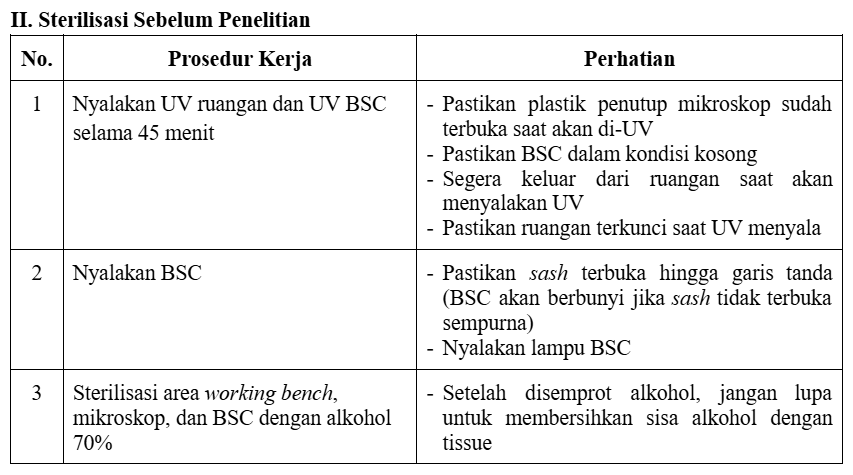 II. Sterilisasi Sebelum Penelitian
No. Prosedur Kerja Perhatian
1 Nyalakan UV ruangan dan UV BSC
selama 45 menit
- Pastikan plastik penutup mikroskop sudah
terbuka saat akan di-UV
- Pastikan BSC dalam kondisi kosong
- Segera keluar dari ruangan saat akan
menyalakan UV
- Pastikan ruangan terkunci saat UV menyala
2 Nyalakan BSC
- Pastikan sash terbuka hingga garis tanda
(BSC akan berbunyi jika sash tidak terbuka
sempurna)
- Nyalakan lampu BSC
3 Sterilisasi area working bench,
mikroskop, dan BSC dengan alkohol
70%
- Setelah disemprot alkohol, jangan lupa
untuk membersihkan sisa alkohol dengan
tissue